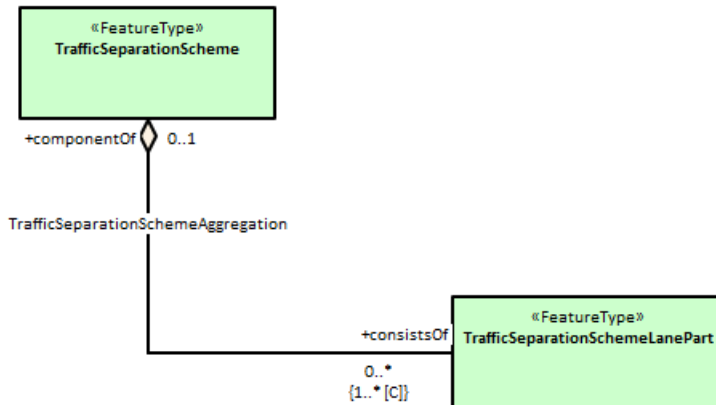 «FeatureType»
TrafficSeparationScheme
+componentOf 0..1
TrafficSeparationSchemeAggregation
«FeatureType»
+consistsOf TrafficSeparationSchemeLanePart
0..*
{1..* [C]}